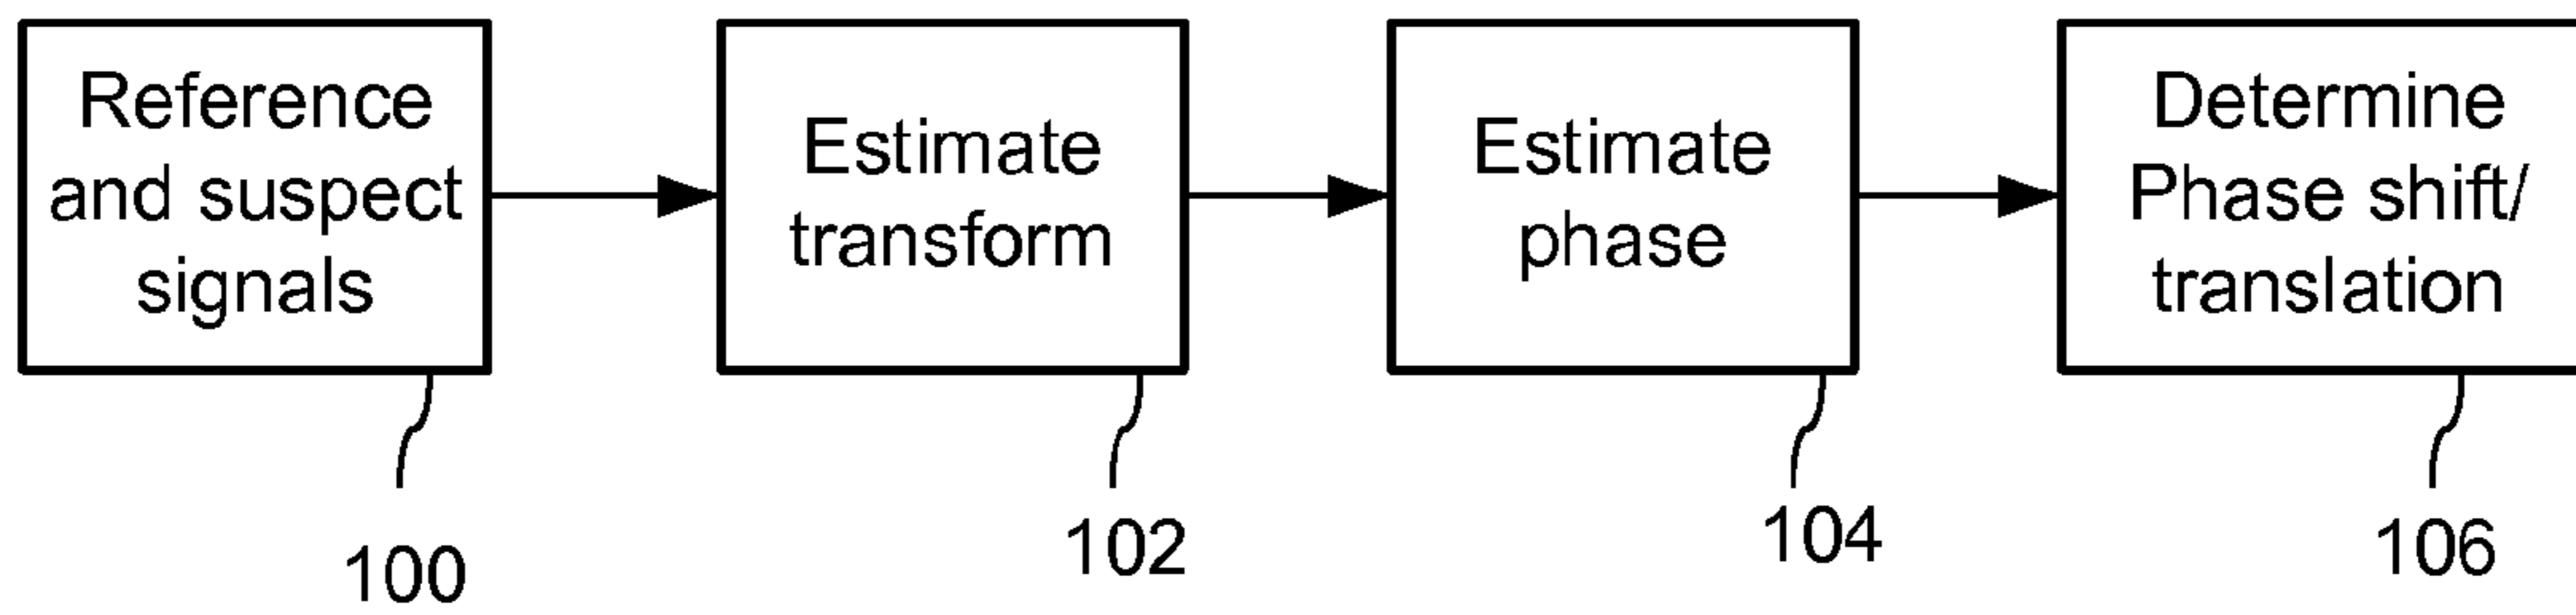 Reference
and suspect
signals
Estimate
transform
Estimate
phase
Determine
Phase shift/
translation
100
102
104
106